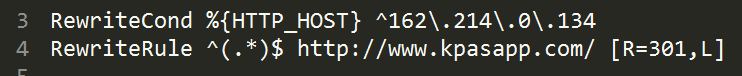 3 RewriteCond %{HTTP_HOST} ^162\.214\.0\.134
4 RewriteRule ^(.*)$ http://www.kpasapp.com/ [R=301,L]